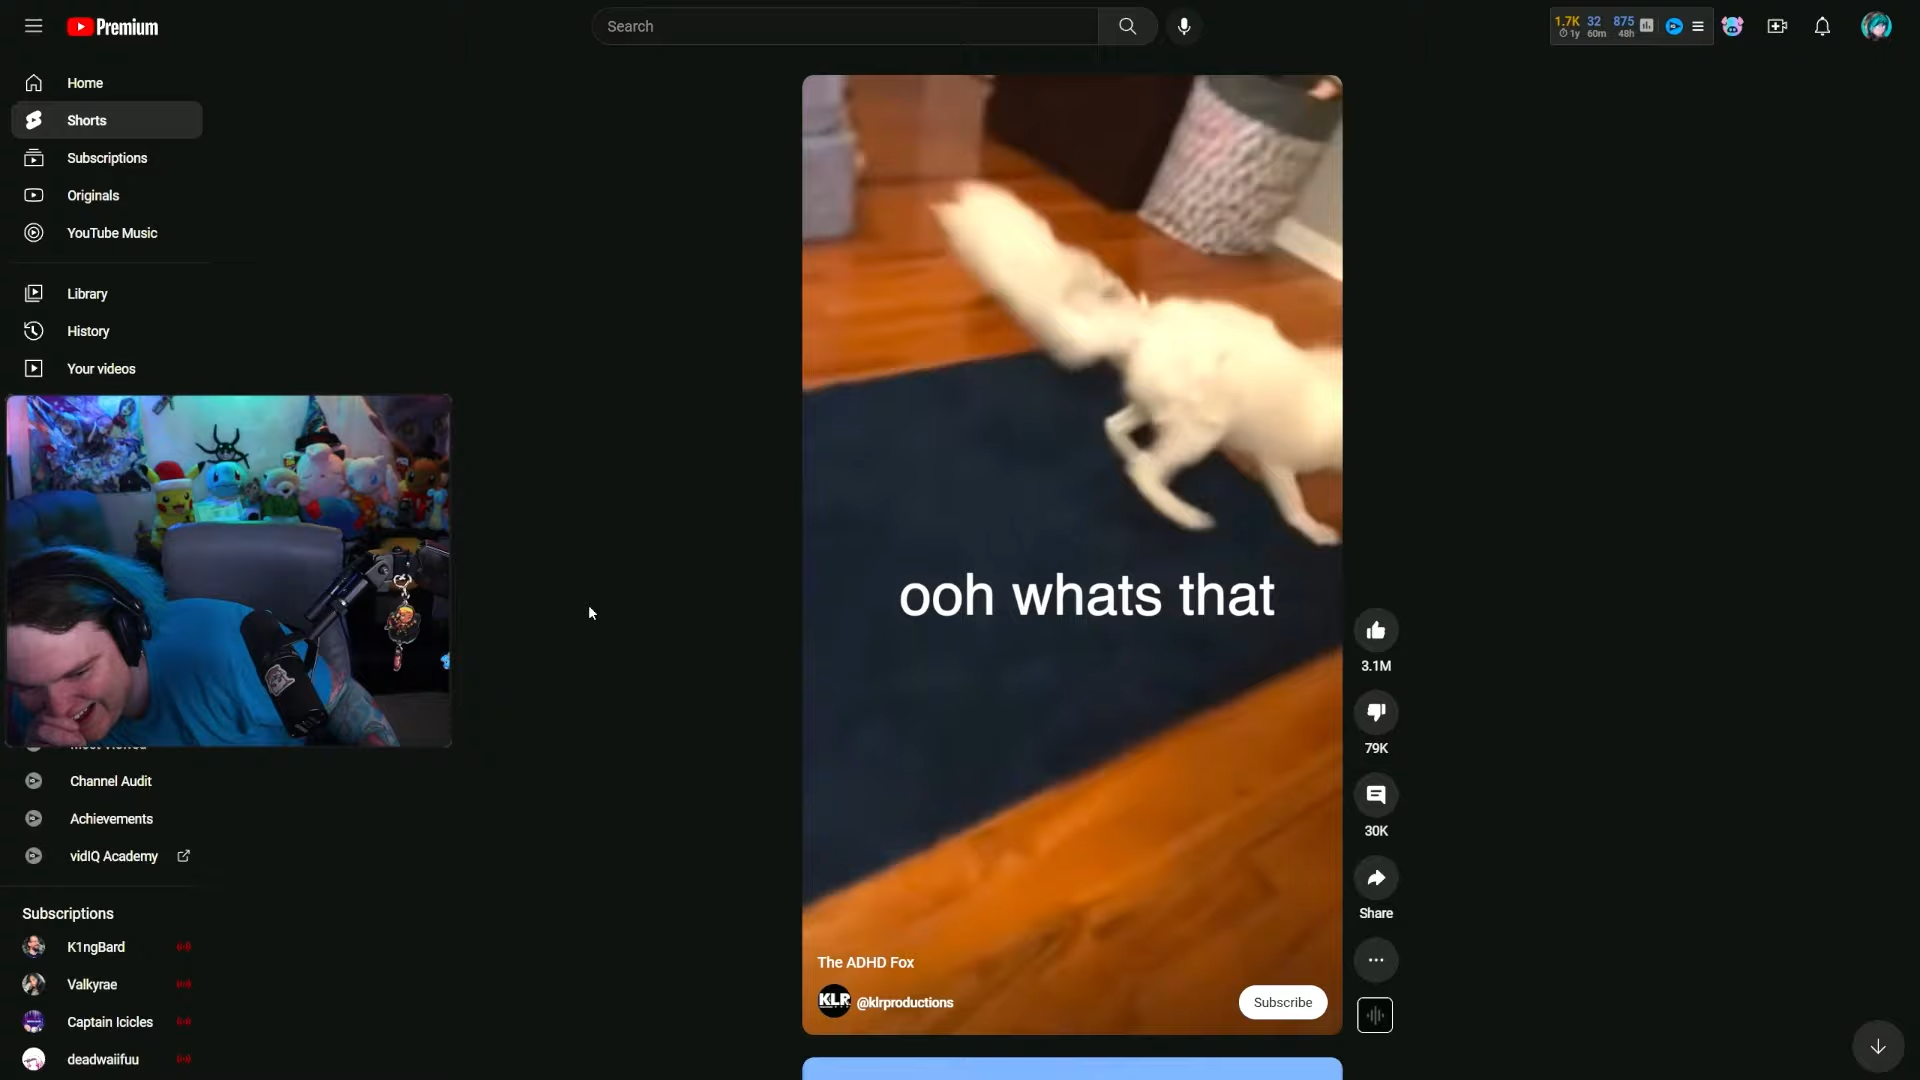 Premium
Search
1.7K 32 875
1y 60m 48h
Home
Shorts
Subscriptions
Originals
YouTube Music
Library
History
Your videos
Channel Audit
Achievements
vidIQ Academy
Subscriptions
K1ngBard
Valkyrae
Captain Icicles
deadwaiifuu
ooh whats that
3.1M
79K
30K
Share
The ADHD Fox
KLR @klrproductions
Subscribe